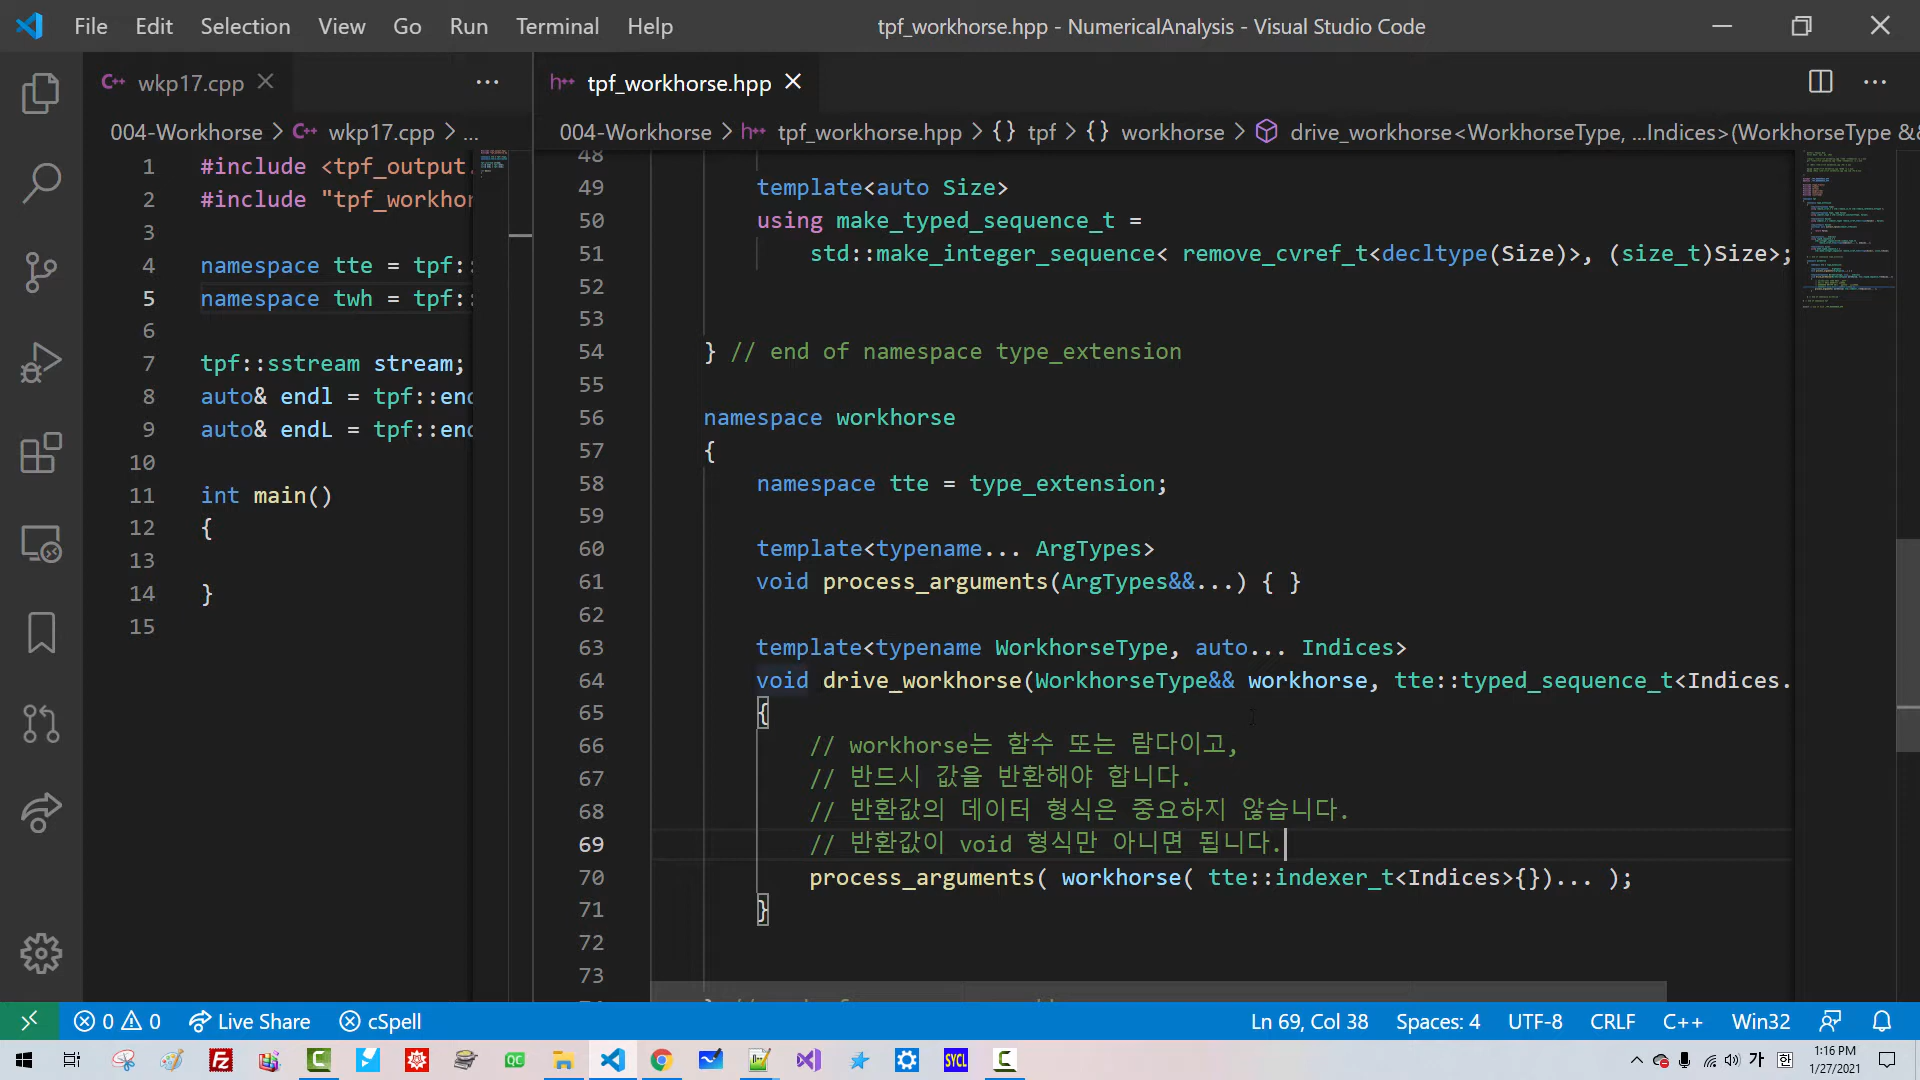 File Edit Selection View Go Run Terminal Help
tpf_workhorse.hpp - NumericalAnalysis - Visual Studio Code
wkp17.cpp
tpf_workhorse.hpp
004-Workhorse > wkp17.cpp > ...
004-Workhorse > tpf_workhorse.hpp > {} tpf > {} workhorse > drive_workhorse<WorkhorseType, ...Indices>(WorkhorseType &&
1 #include <tpf_output.
2 #include "tpf_workhor
3
4 namespace tte = tpf::
5 namespace twh = tpf::
6
7 tpf::sstream stream;
8 auto& endl = tpf::end
9 auto& endL = tpf::end
10
11 int main()
12 {
13
14 }
15
48
49 template<auto Size>
50 using make_typed_sequence_t =
51 std::make_integer_sequence< remove_cvref_t<decltype(Size)>, (size_t)Size>;
52
53
54 } // end of namespace type_extension
55
56 namespace workhorse
57 {
58 namespace tte = type_extension;
59
60 template<typename... ArgTypes>
61 void process_arguments(ArgTypes&&...) { }
62
63 template<typename WorkhorseType, auto... Indices>
64 void drive_workhorse(WorkhorseType&& workhorse, tte::typed_sequence_t<Indices.
65 {
66 // workhorse는 함수 또는 람다이고,
67 // 반드시 값을 반환해야 합니다.
68 // 반환값의 데이터 형식은 중요하지 않습니다.
69 // 반환값이 void 형식만 아니면 됩니다.
70 process_arguments( workhorse( tte::indexer_t<Indices>{})... );
71 }
72
73
0 0 Live Share cSpell Ln 69, Col 38 Spaces: 4 UTF-8 CRLF C++ Win32
QC SYCL 가 한 1:16 PM
1/27/2021